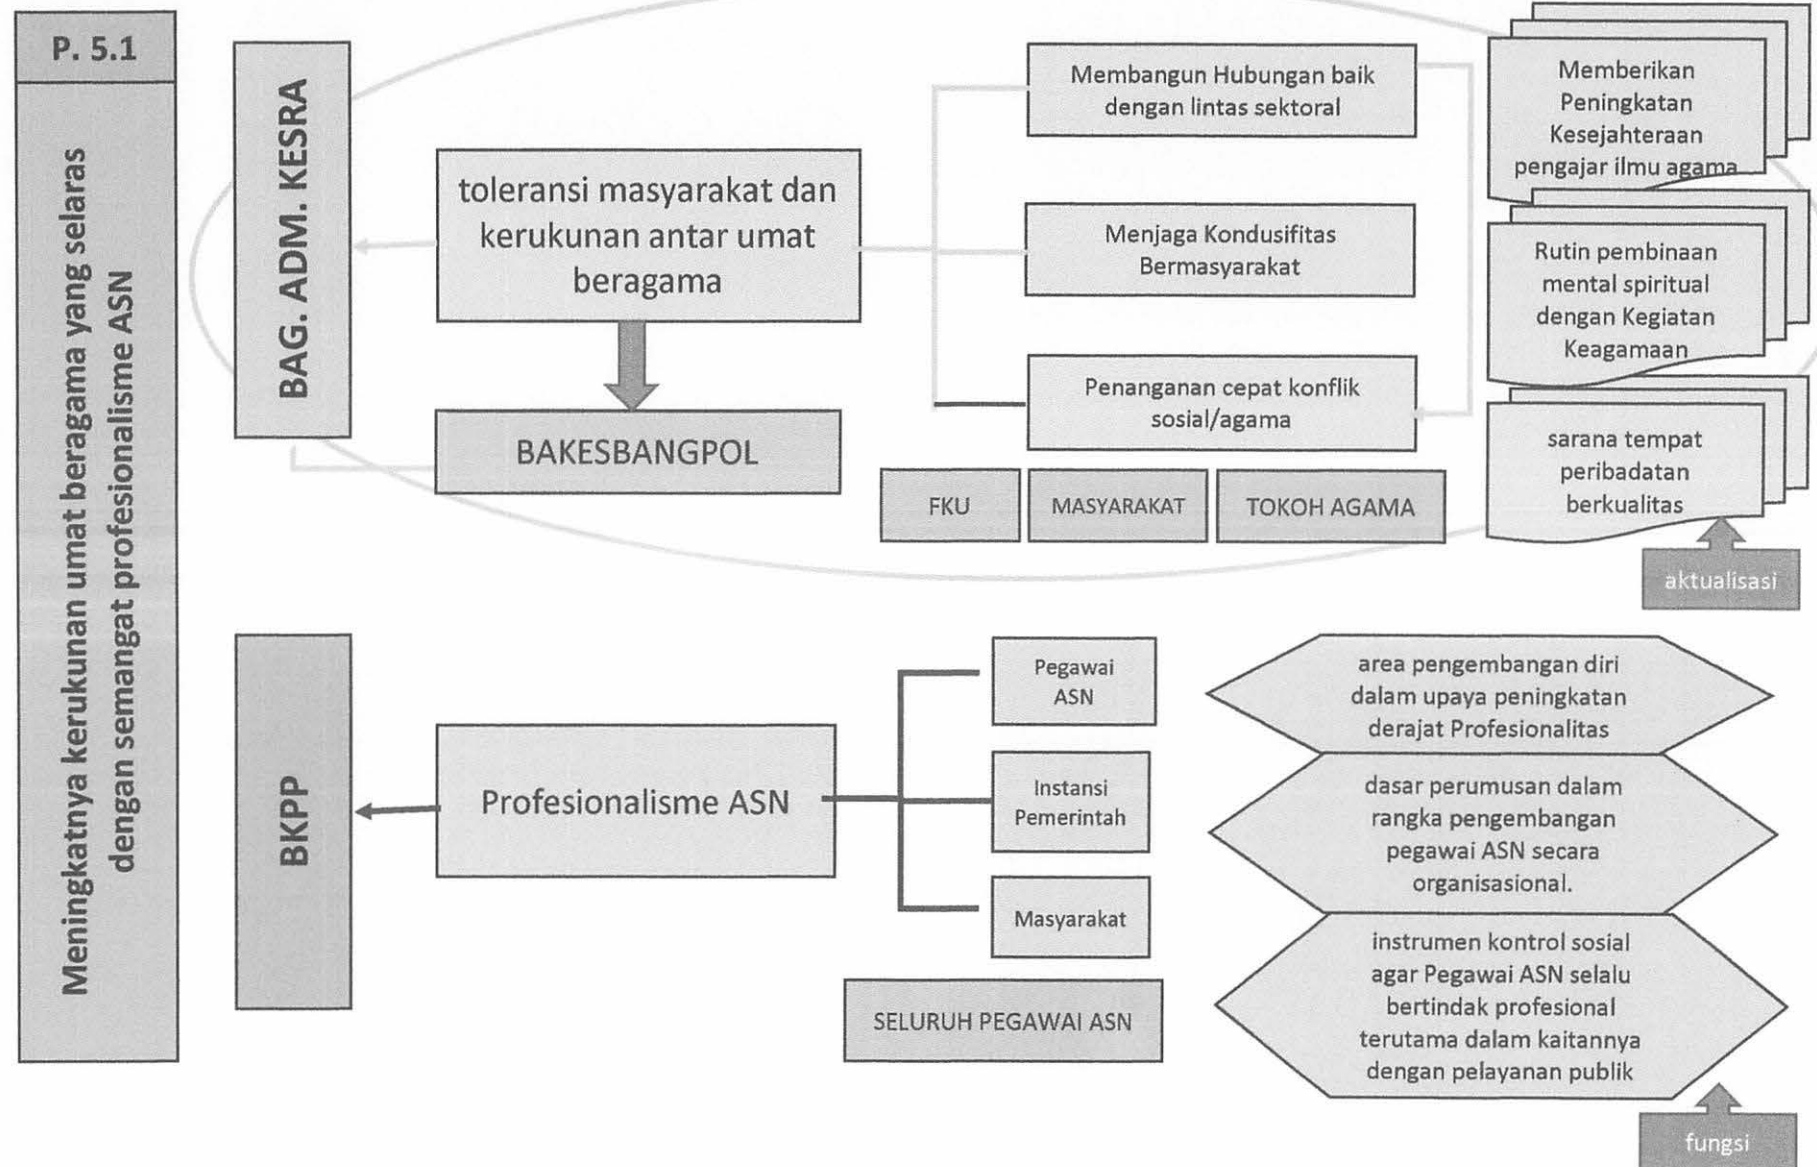 P. 5.1
Meningkatnya kerukunan umat beragama yang selaras
dengan semangat profesionalisme ASN
BAG. ADM. KESRA
toleransi masyarakat dan
kerukunan antar umat
beragama
BAKESBANGPOL
Membangun Hubungan baik
dengan lintas sektoral
Menjaga Kondusifitas
Bermasyarakat
Penanganan cepat konflik
sosial/agama
FKU
MASYARAKAT
TOKOH AGAMA
Memberikan
Peningkatan
Kesejahteraan
pengajar ilmu agama
Rutin pembinaan
mental spiritual
dengan Kegiatan
Keagamaan
sarana tempat
peribadatan
berkualitas
aktualisasi
BKPP
Profesionalisme ASN
Pegawai
ASN
Instansi
Pemerintah
Masyarakat
SELURUH PEGAWAI ASN
area pengembangan diri
dalam upaya peningkatan
derajat Profesionalitas
dasar perumusan dalam
rangka pengembangan
pegawai ASN secara
organisasional.
instrumen kontrol sosial
agar Pegawai ASN selalu
bertindak profesional
terutama dalam kaitannya
dengan pelayanan publik
fungsi